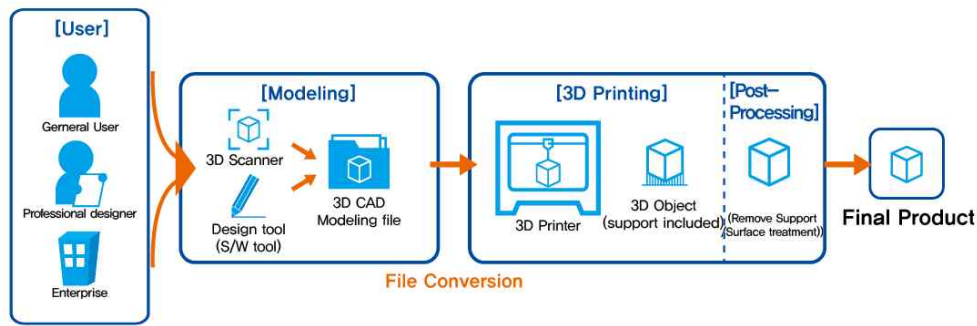 [User]
Gerneral User
Professional designer
Enterprise
[Modeling]
3D Scanner
Design tool
(S/W tool)
3D CAD
Modeling file
File Conversion
[3D Printing]
3D Printer
3D Object
(support included)
[Post-
Processing]
(Remove Support
(Surface treatment))
Final Product